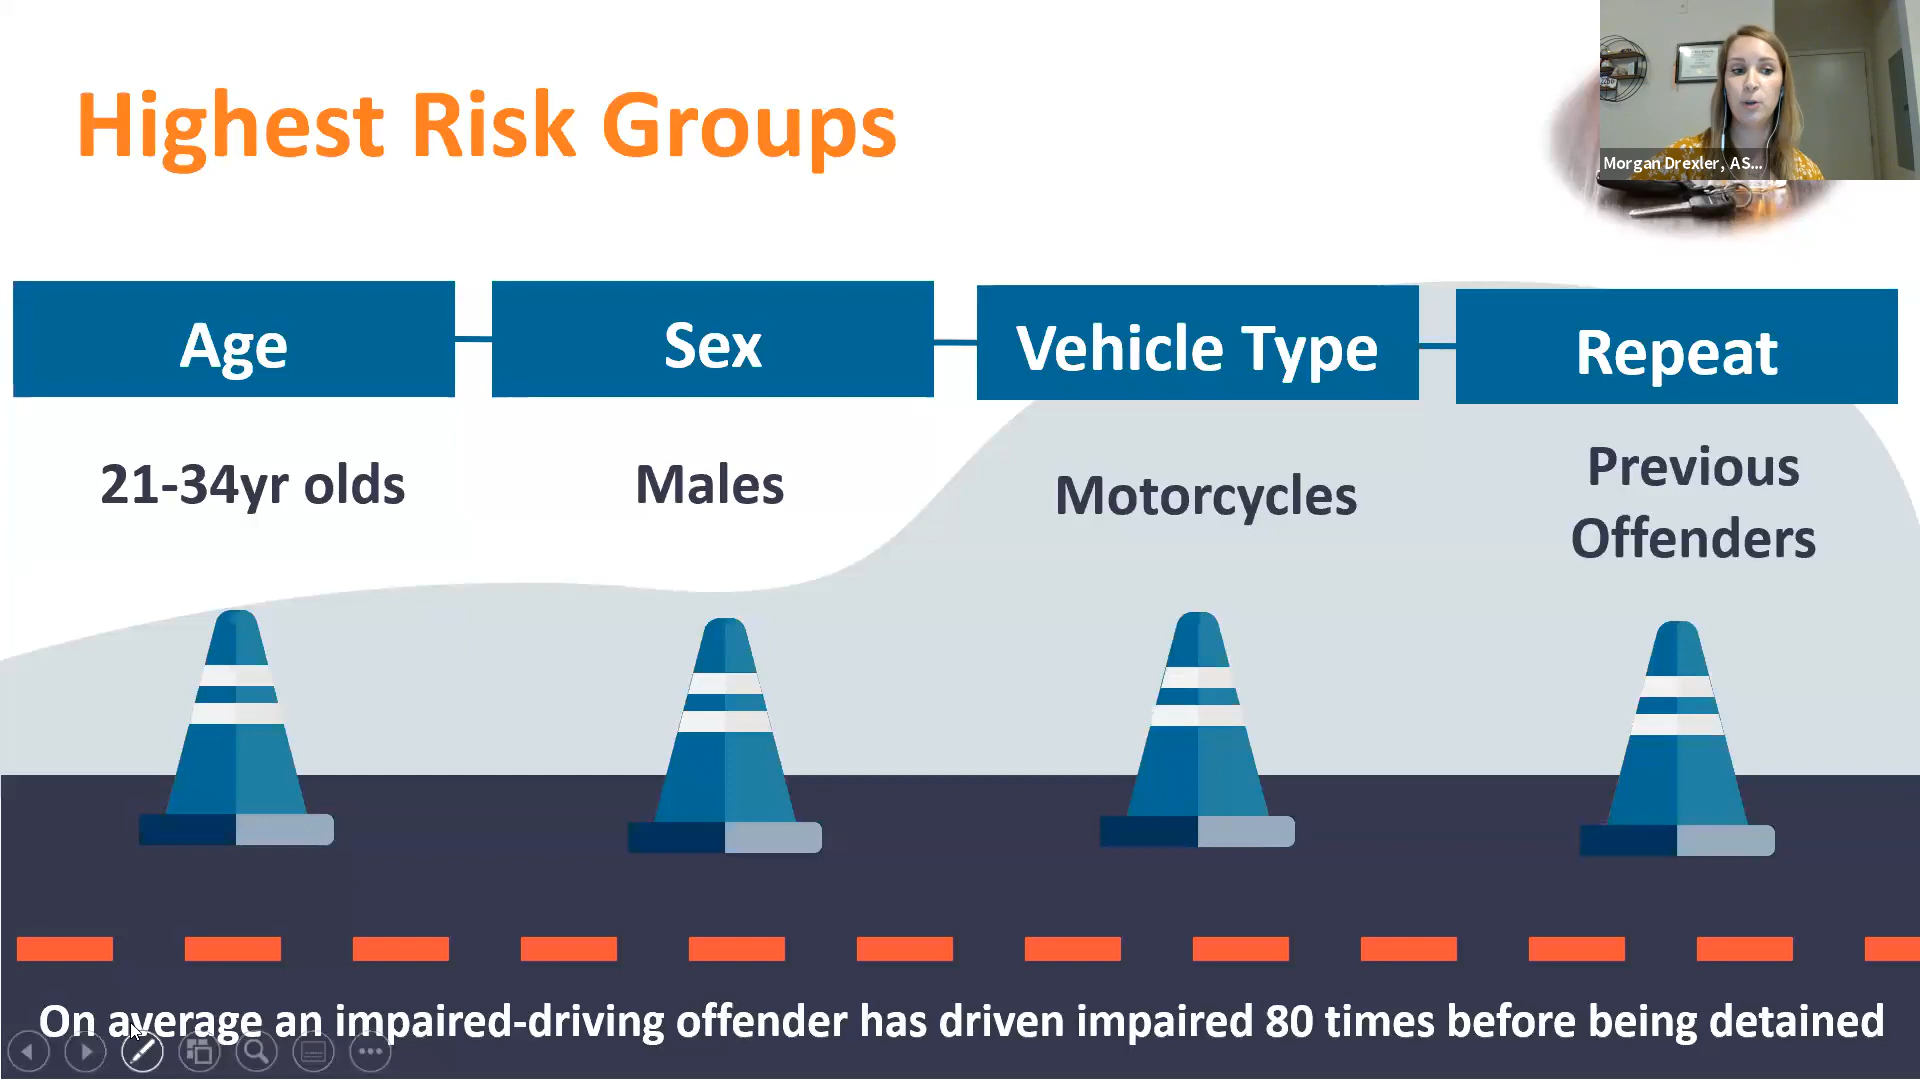 Highest Risk Groups
Morgan Drexler, AS...
Age
Sex
Vehicle Type
Repeat
21-34yr olds
Males
Motorcycles
Previous
Offenders
On average an impaired-driving offender has driven impaired 80 times before being detained